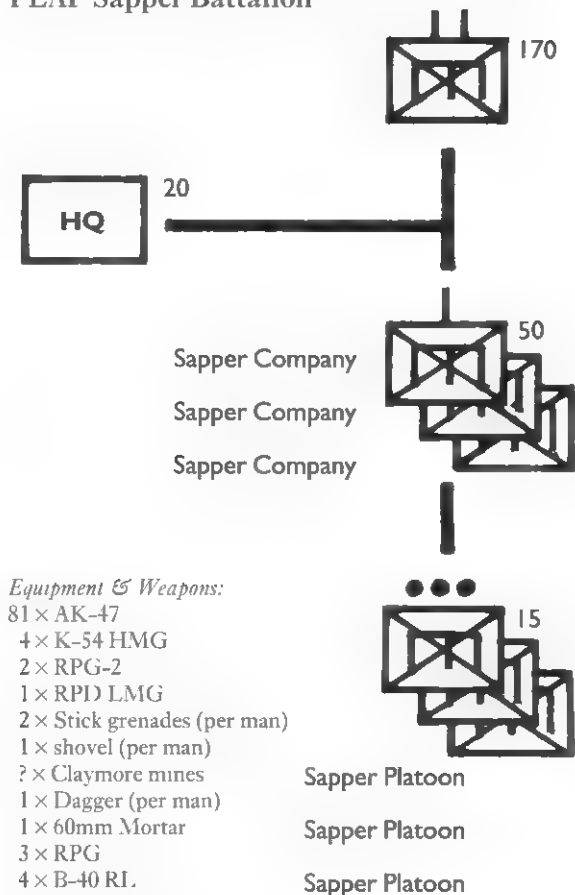 PLAF Sapper Battalion
170
HQ
20
50
Sapper Company
Sapper Company
Sapper Company
15
Equipment & Weapons:
81 × AK-47
4 × K-54 HMG
2 × RPG-2
1 × RPD LMG
2 × Stick grenades (per man)
1 × shovel (per man)
? × Claymore mines
1 × Dagger (per man)
1 × 60mm Mortar
3 × RPG
4 × B-40 RL
Sapper Platoon
Sapper Platoon
Sapper Platoon